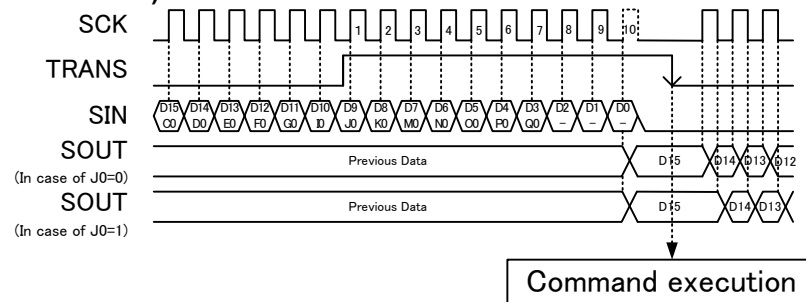 )
SCK
1 2 3 4 5 6 7 8 9 10
TRANS
SIN
D15 D14 D13 D12 D11 D10 D9 D8 D7 D6 D5 D4 D3 D2 D1 D0
C0 D0 E0 F0 G0 I0 J0 K0 M0 N0 O0 P0 Q0 - - -
SOUT
Previous Data D15 D14 D13 D12
(In case of J0=0)
SOUT
Previous Data D15 D14 D13
(In case of J0=1)
Command execution